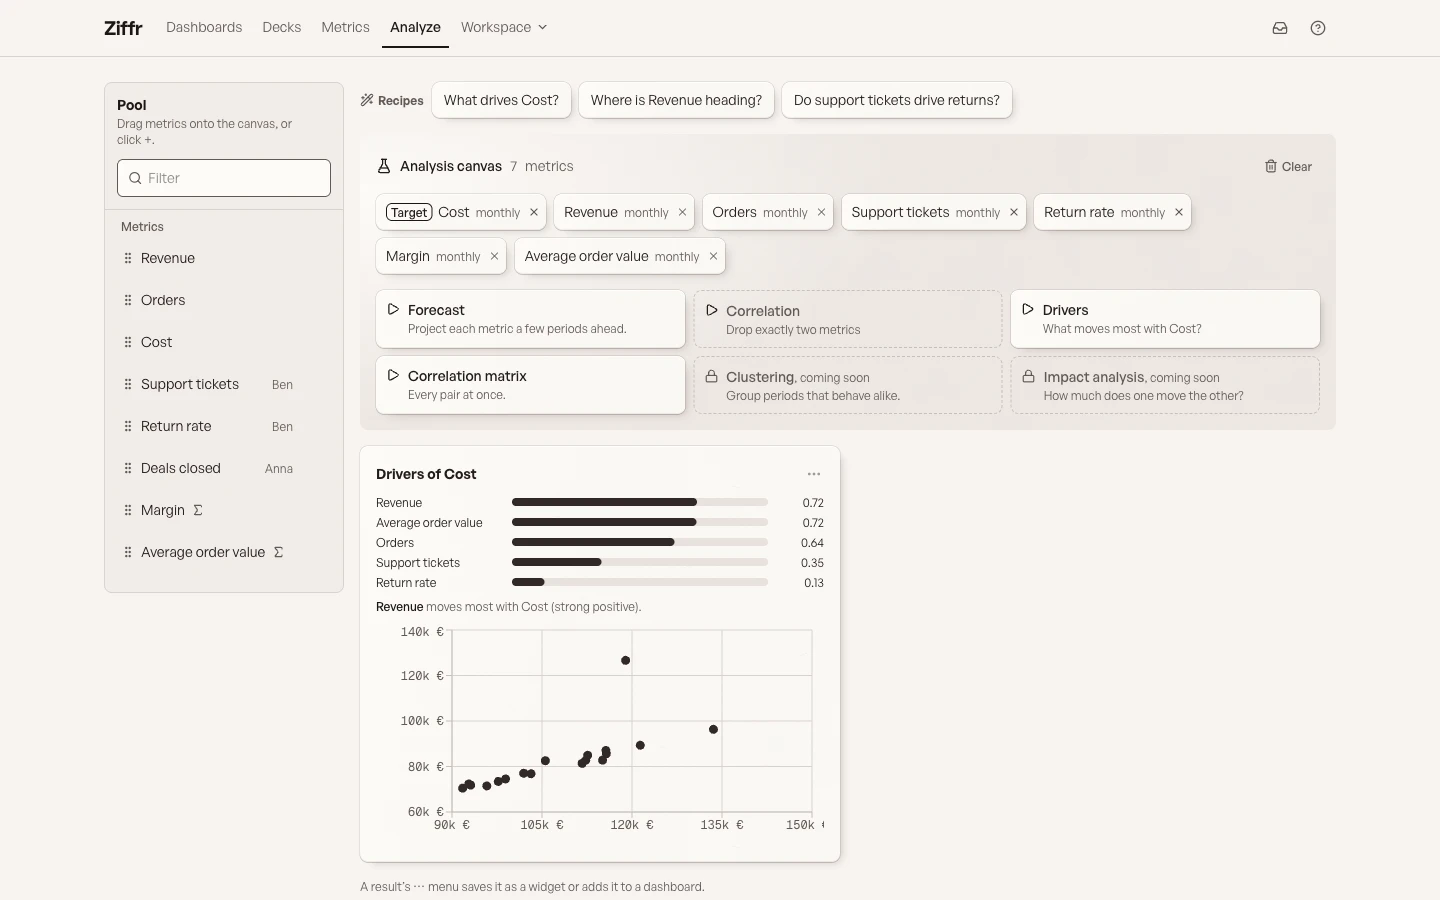 Ziffr Dashboards Decks Metrics Analyze Workspace
Pool
Drag metrics onto the canvas, or
click +.
Filter
Metrics
Revenue
Orders
Cost
Support tickets Ben
Return rate Ben
Deals closed Anna
Margin Σ
Average order value Σ
Recipes What drives Cost? Where is Revenue heading? Do support tickets drive returns?
Analysis canvas 7 metrics Clear
Target Cost monthly × Revenue monthly × Orders monthly × Support tickets monthly × Return rate monthly ×
Margin monthly × Average order value monthly ×
Forecast
Project each metric a few periods ahead.
Correlation
Drop exactly two metrics
Drivers
What moves most with Cost?
Correlation matrix
Every pair at once.
Clustering, coming soon
Group periods that behave alike.
Impact analysis, coming soon
How much does one move the other?
Drivers of Cost ···
Revenue 0.72
Average order value 0.72
Orders 0.64
Support tickets 0.35
Return rate 0.13
Revenue moves most with Cost (strong positive).
140k €
120k €
100k €
80k €
60k €
90k € 105k € 120k € 135k € 150k
A result's ··· menu saves it as a widget or adds it to a dashboard.